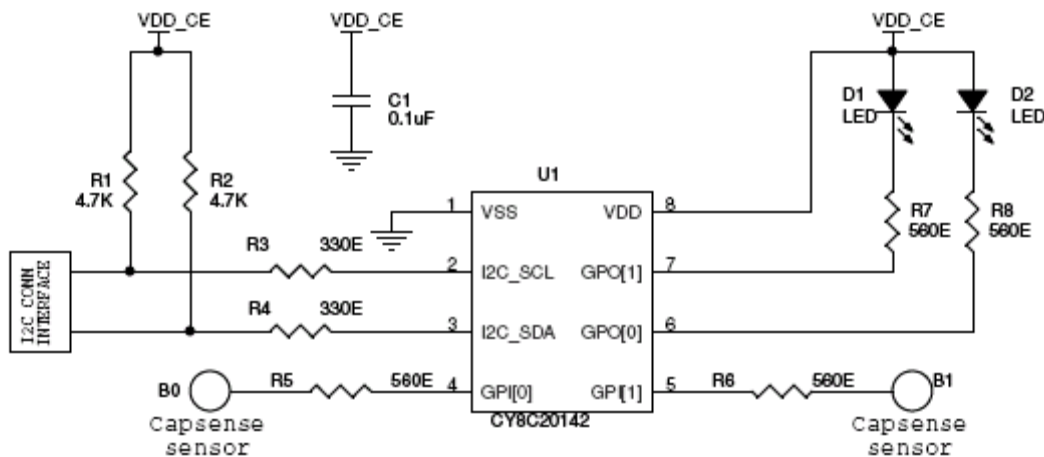 VDD_CE
VDD_CE
VDD_CE
C1
0.1uF
D1
LED
D2
LED
R1
4.7K
R2
4.7K
U1
1
VSS
VDD
8
R7
560E
R8
560E
R3
330E
2
I2C_SCL
GPO[1]
7
I2C CONN
INTERFACE
R4
330E
3
I2C_SDA
GPO[0]
6
B0
R5
560E
4
GPI[0]
GPI[1]
5
R6
560E
B1
CY8C20142
Capsense
sensor
Capsense
sensor